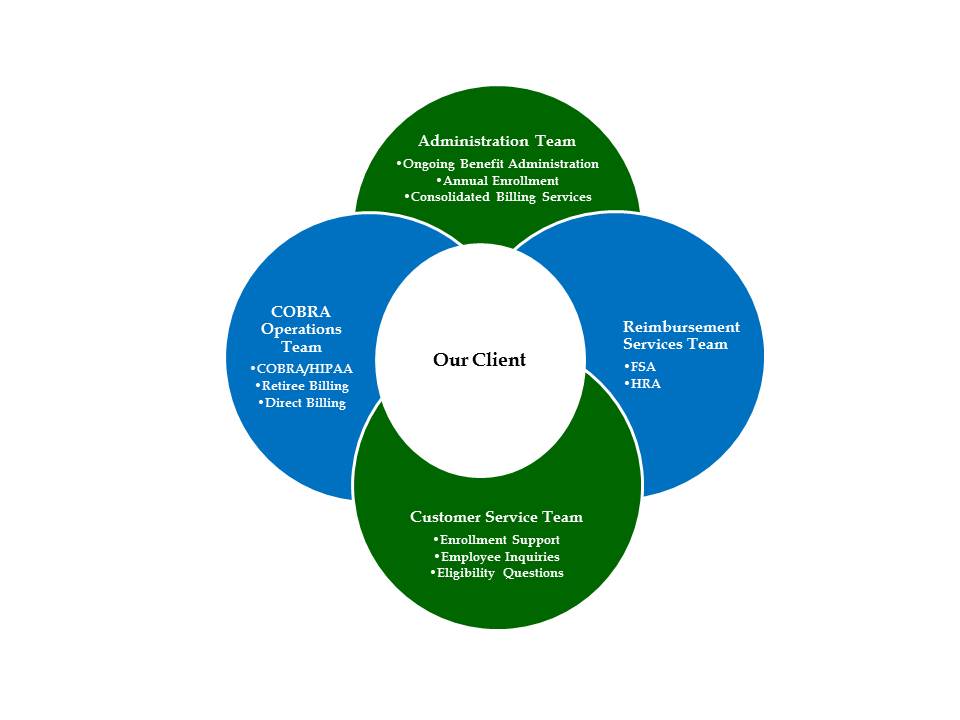 Administration Team
•Ongoing Benefit Administration
•Annual Enrollment
•Consolidated Billing Services
COBRA
Operations
Team
•COBRA/HIPAA
•Retiree Billing
•Direct Billing
Our Client
Reimbursement
Services Team
•FSA
•HRA
Customer Service Team
•Enrollment Support
•Employee Inquiries
•Eligibility Questions